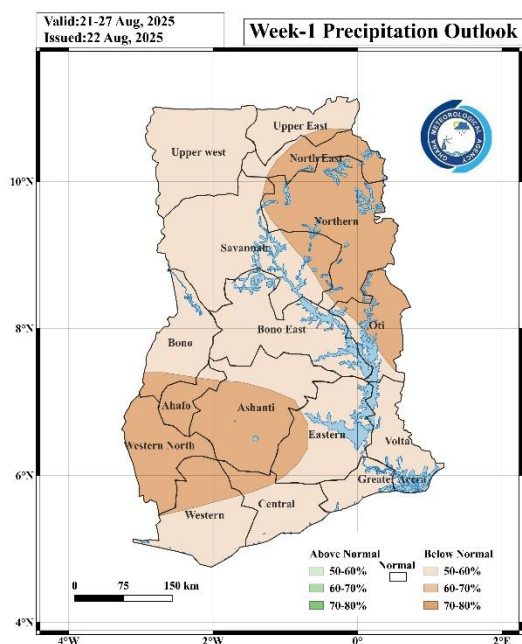 Valid:21-27 Aug, 2025
Issued:22 Aug, 2025
Week-1 Precipitation Outlook
GHANA METEOROLOGICAL AGENCY
Upper East
Upper west
North East
10°N
Northern
Savannah
8°N
Oti
Bono East
Bono
Ahafo
Ashanti
Western North
Eastern
Volta
6°N
Greater Accra
Central
Western
Above Normal
Normal
Below Normal
50-60%
50-60%
60-70%
60-70%
70-80%
70-80%
0 75 150 km
4°N
4°W
2°W
0°
2°E